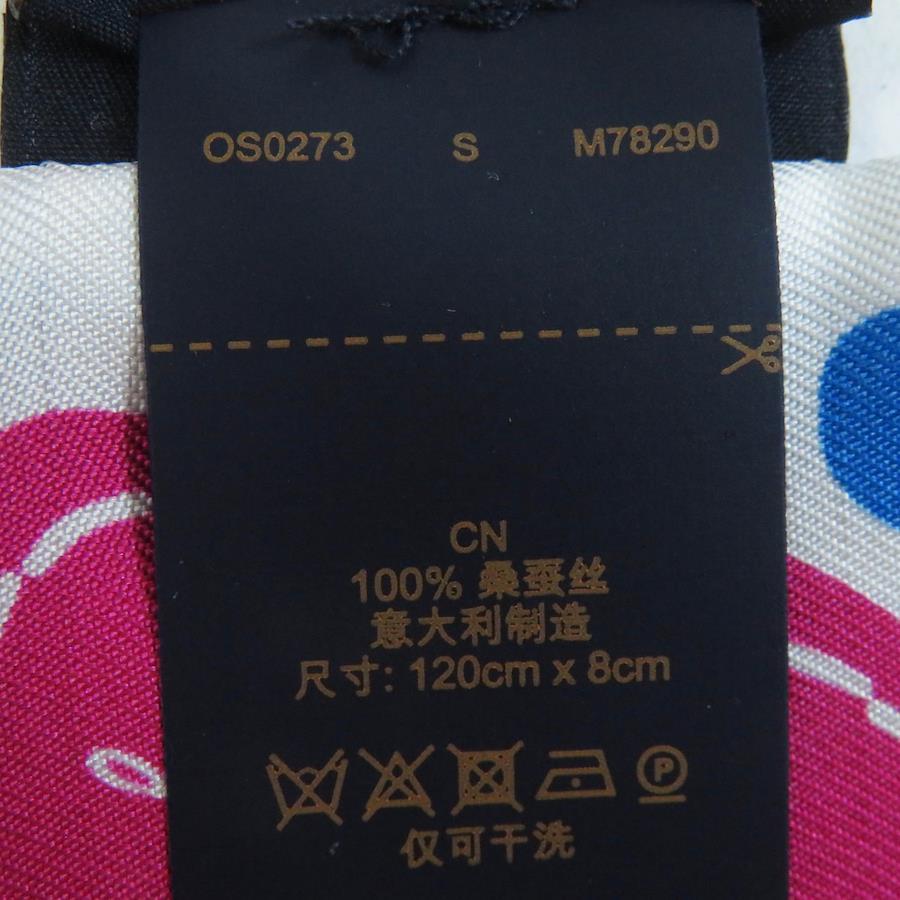 OS0273 S M78290
CN
100% 桑蚕丝
意大利制造
尺寸: 120cm x 8cm
P
仅可干洗